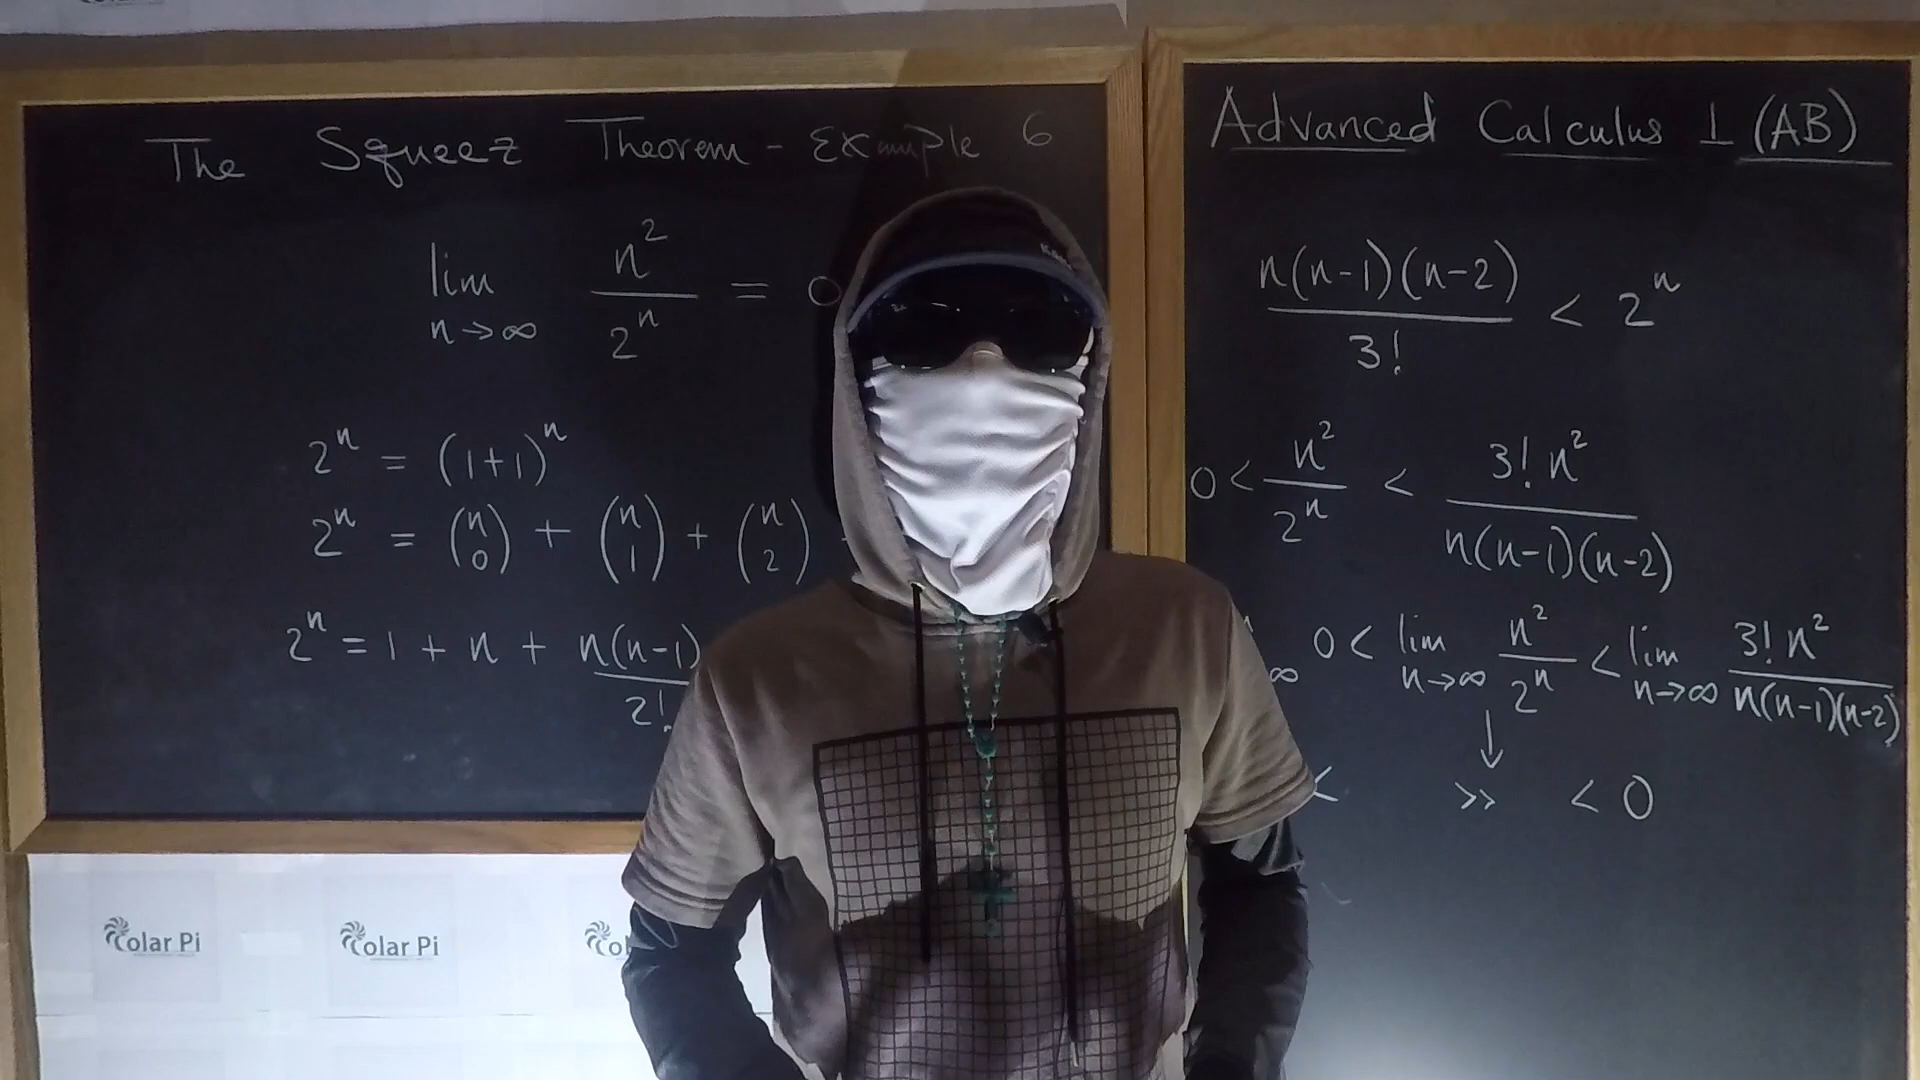 The Squeez Theorem - Example 6
lim n→∞ n² / 2ⁿ = 0
2ⁿ = (1+1)ⁿ
2ⁿ = (n 0) + (n 1) + (n 2)
2ⁿ = 1 + n + n(n-1) / 2!
Advanced Calculus 1 (AB)
n(n-1)(n-2) / 3! < 2ⁿ
0 < n² / 2ⁿ < 3! n² / n(n-1)(n-2)
∞ 0 < lim n→∞ n² / 2ⁿ < lim n→∞ 3! n² / n(n-1)(n-2)
↓
< >> < 0
Colar Pi
Colar Pi